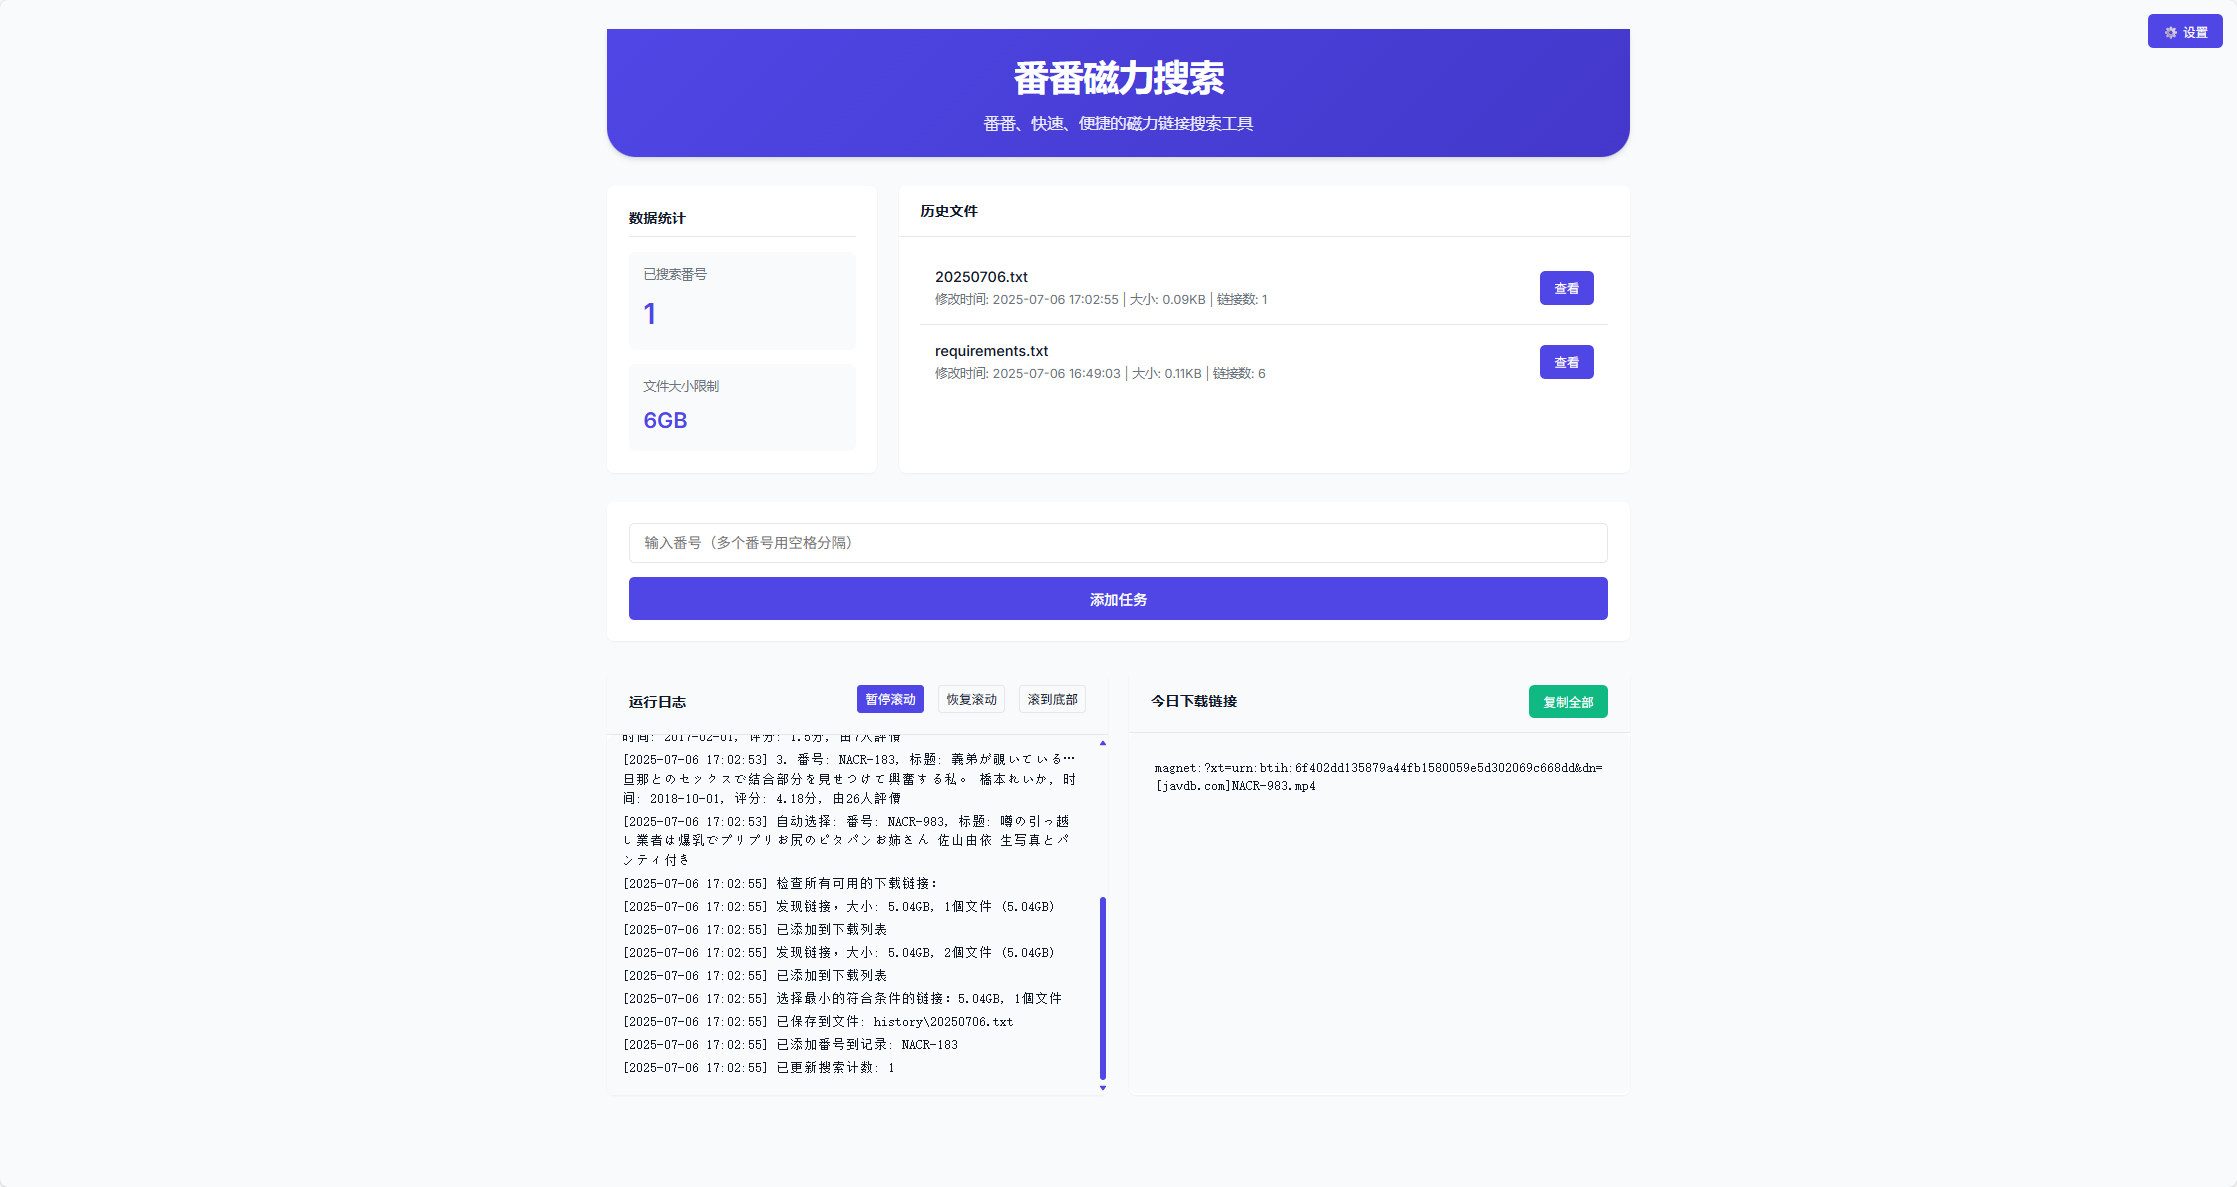 设置
番番磁力搜索
番番、快速、便捷的磁力链接搜索工具
数据统计
已搜索番号
1
文件大小限制
6GB
历史文件
20250706.txt
修改时间: 2025-07-06 17:02:55 | 大小: 0.09KB | 链接数: 1
查看
requirements.txt
修改时间: 2025-07-06 16:49:03 | 大小: 0.11KB | 链接数: 6
查看
输入番号（多个番号用空格分隔）
添加任务
运行日志
暂停滚动
恢复滚动
滚到底部
时间: 2017-02-01, 评分: 1.5分, 由7人評價
[2025-07-06 17:02:53] 3. 番号: NACR-183, 标题: 義弟が覗いている…
旦那とのセックスで結合部分を見せつけて興奮する私。 橋本れいか, 时
间: 2018-10-01, 评分: 4.18分, 由26人評價
[2025-07-06 17:02:53] 自动选择: 番号: NACR-983, 标题: 噂の引っ越
し業者は爆乳でプリプリお尻のピタパンお姉さん 佐山由依 生写真とパ
ンティ付き
[2025-07-06 17:02:55] 检查所有可用的下载链接:
[2025-07-06 17:02:55] 发现链接，大小: 5.04GB, 1個文件 (5.04GB)
[2025-07-06 17:02:55] 已添加到下载列表
[2025-07-06 17:02:55] 发现链接，大小: 5.04GB, 2個文件 (5.04GB)
[2025-07-06 17:02:55] 已添加到下载列表
[2025-07-06 17:02:55] 选择最小的符合条件的链接: 5.04GB, 1個文件
[2025-07-06 17:02:55] 已保存到文件: history\20250706.txt
[2025-07-06 17:02:55] 已添加番号到记录: NACR-183
[2025-07-06 17:02:55] 已更新搜索计数: 1
今日下载链接
复制全部
magnet:?xt=urn:btih:6f402dd135879a44fb1580059e5d302069c668dd&dn=
[javdb.com]NACR-983.mp4